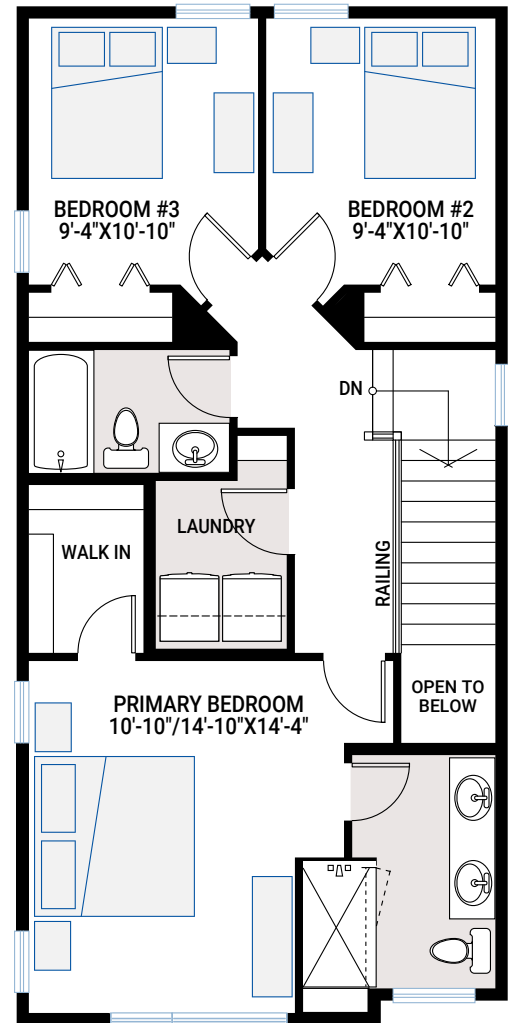 BEDROOM #3
9'-4"X10'-10"
BEDROOM #2
9'-4"X10'-10"
DN
LAUNDRY
WALK IN
RAILING
OPEN TO
BELOW
PRIMARY BEDROOM
10'-10"/14'-10"X14'-4"